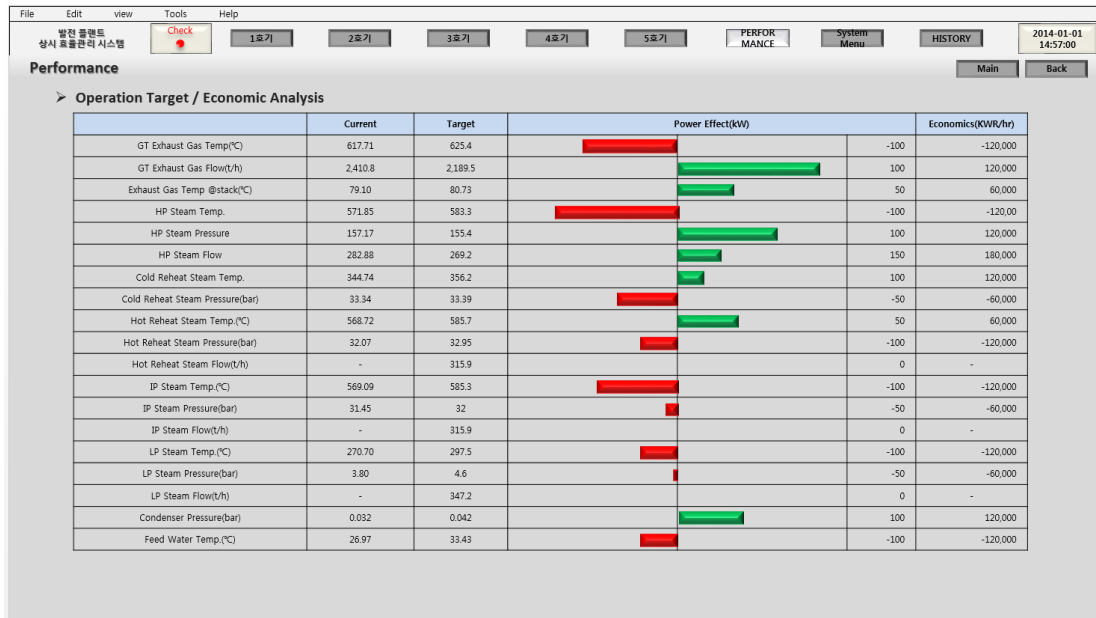 File Edit view Tools Help
발전 플랜트
상시 효율관리 시스템
Check
1호기 2호기 3호기 4호기 5호기
PERFOR
MANCE
System
Menu
HISTORY
2014-01-01
14:57:00
Performance
Main Back
➢ Operation Target / Economic Analysis
Current Target Power Effect(kW) Economics(KWR/hr)
GT Exhaust Gas Temp(℃) 617.71 625.4 -100 -120,000
GT Exhaust Gas Flow(t/h) 2,410.8 2,189.5 100 120,000
Exhaust Gas Temp @stack(℃) 79.10 80.73 50 60,000
HP Steam Temp. 571.85 583.3 -100 -120,00
HP Steam Pressure 157.17 155.4 100 120,000
HP Steam Flow 282.88 269.2 150 180,000
Cold Reheat Steam Temp. 344.74 356.2 100 120,000
Cold Reheat Steam Pressure(bar) 33.34 33.39 -50 -60,000
Hot Reheat Steam Temp.(℃) 568.72 585.7 50 60,000
Hot Reheat Steam Pressure(bar) 32.07 32.95 -100 -120,000
Hot Reheat Steam Flow(t/h) - 315.9 0 -
IP Steam Temp.(℃) 569.09 585.3 -100 -120,000
IP Steam Pressure(bar) 31.45 32 -50 -60,000
IP Steam Flow(t/h) - 315.9 0 -
LP Steam Temp.(℃) 270.70 297.5 -100 -120,000
LP Steam Pressure(bar) 3.80 4.6 -50 -60,000
LP Steam Flow(t/h) - 347.2 0 -
Condenser Pressure(bar) 0.032 0.042 100 120,000
Feed Water Temp.(℃) 26.97 33.43 -100 -120,000